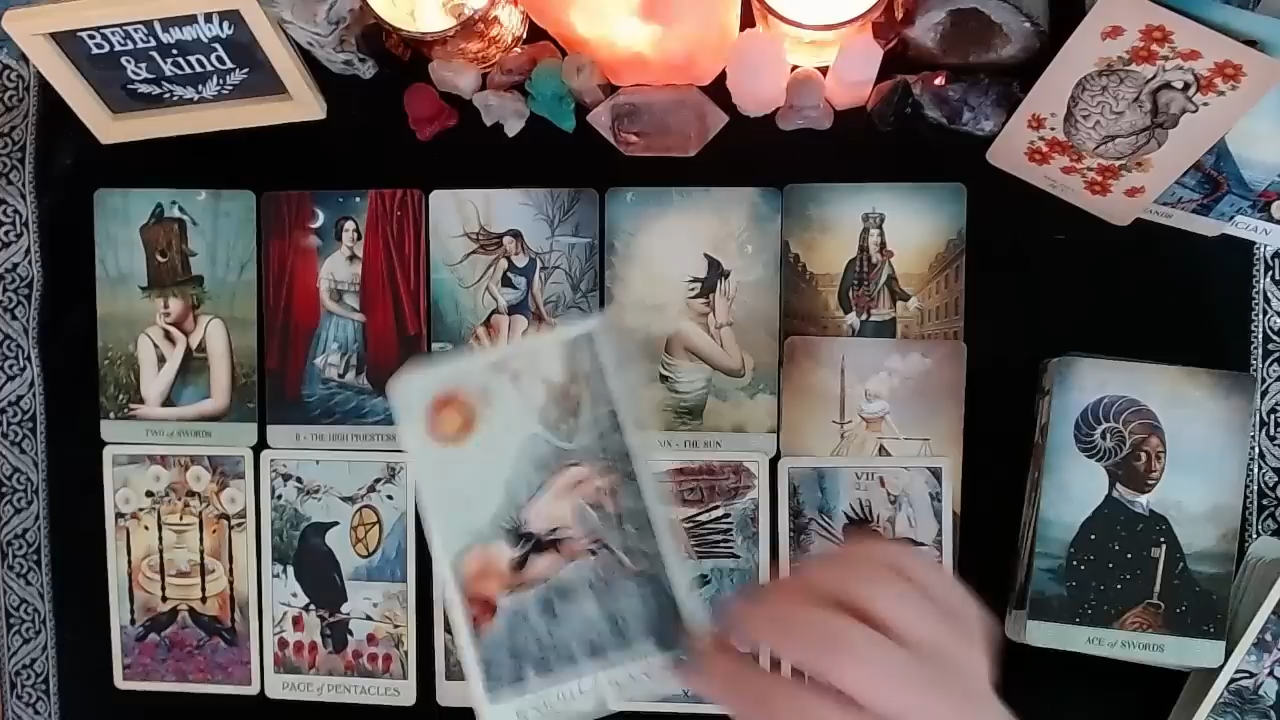 BEE humble
& kind
ANDS
ICIAN
TWO of SWORDS
II • THE HIGH PRIESTESS
XIX • THE SUN
VII
PAGE of PENTACLES
X
ACE of SWORDS